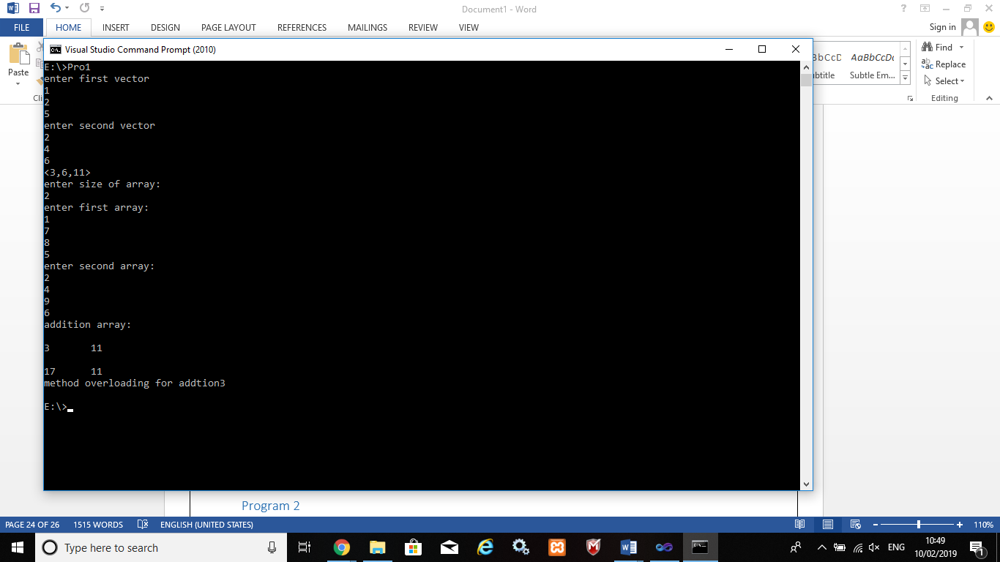 Document1 - Word
FILE HOME INSERT DESIGN PAGE LAYOUT REFERENCES MAILINGS REVIEW VIEW Sign in
Visual Studio Command Prompt (2010)
Paste
AaBbCcDc
Subtle Em...
Find
Replace
Select
Editing
E:\>Pro1
enter first vector
1
2
5
enter second vector
2
4
6
<3,6,11>
enter size of array:
2
enter first array:
1
7
8
5
enter second array:
2
4
9
6
addition array:
3 11
17 11
method overloading for addtion3
E:\>
Program 2
PAGE 24 OF 26 1515 WORDS ENGLISH (UNITED STATES) 110%
Type here to search
ENG
10:49
10/02/2019
1